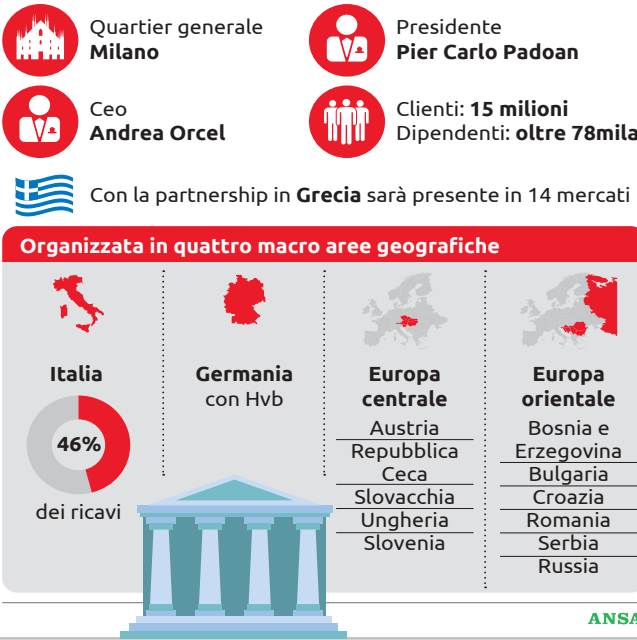 Quartier generale
Milano
Presidente
Pier Carlo Padoan
Ceo
Andrea Orcel
Clienti: 15 milioni
Dipendenti: oltre 78mila
Con la partnership in Grecia sarà presente in 14 mercati
Organizzata in quattro macro aree geografiche
Italia
46%
dei ricavi
Germania
con Hvb
Europa
centrale
Austria
Repubblica
Ceca
Slovacchia
Ungheria
Slovenia
Europa
orientale
Bosnia e
Erzegovina
Bulgaria
Croazia
Romania
Serbia
Russia
ANSA